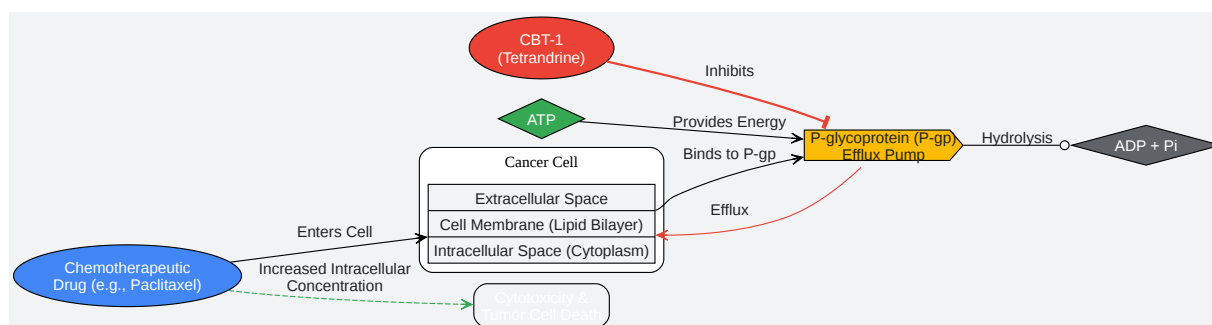 CBT-1
(Tetrandrine)
Inhibits
ATP
Provides Energy
P-glycoprotein (P-gp)
Efflux Pump
Hydrolysis
ADP + Pi
Binds to P-gp
Cancer Cell
Extracellular Space
Cell Membrane (Lipid Bilayer)
Intracellular Space (Cytoplasm)
Efflux
Enters Cell
Chemotherapeutic
Drug (e.g., Paclitaxel)
Increased Intracellular
Concentration
Cytotoxicity &
Tumor Cell Death